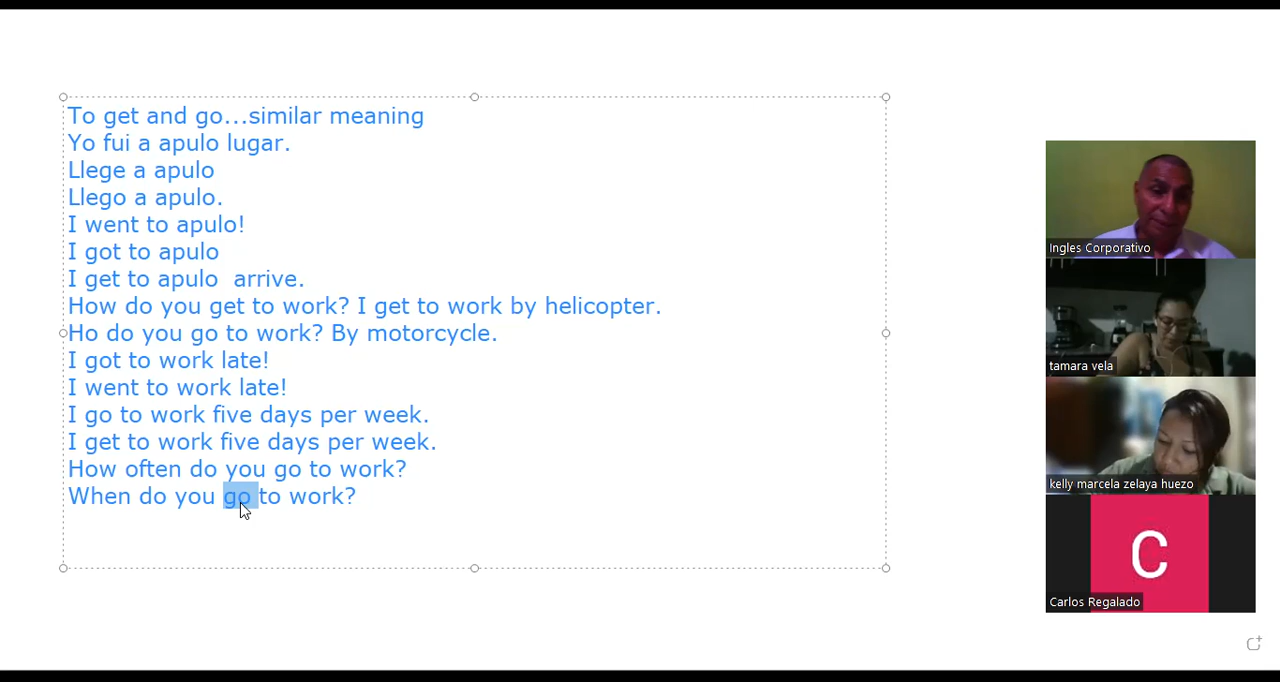 To get and go...similar meaning
Yo fui a apulo lugar.
Llege a apulo
Llego a apulo.
I went to apulo!
I got to apulo
I get to apulo  arrive.
How do you get to work? I get to work by helicopter.
Ho do you go to work? By motorcycle.
I got to work late!
I went to work late!
I go to work five days per week.
I get to work five days per week.
How often do you go to work?
When do you go to work?
Ingles Corporativo
tamara vela
kelly marcela zelaya huezo
C
Carlos Regalado